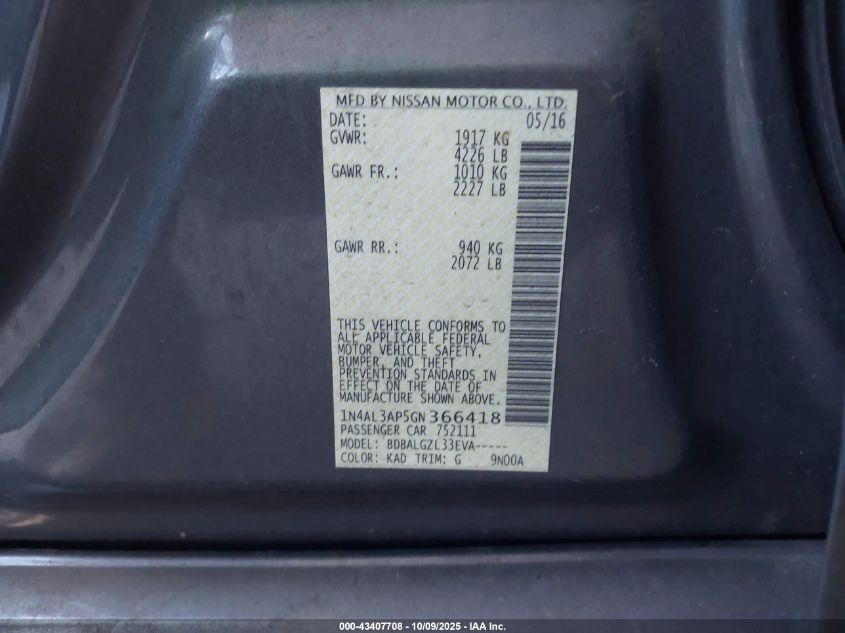 MFD BY NISSAN MOTOR CO., LTD.
DATE: 05/16
GVWR: 1917 KG
4226 LB
GAWR FR.: 1010 KG
2227 LB
GAWR RR.: 940 KG
2072 LB
THIS VEHICLE CONFORMS TO
ALL APPLICABLE FEDERAL
MOTOR VEHICLE SAFETY,
BUMPER, AND THEFT
PREVENTION STANDARDS IN
EFFECT ON THE DATE OF
MANUFACTURE SHOWN ABOVE.
1N4AL3AP5GN366418
PASSENGER CAR 752111
MODEL: BDBALGZL33EVA-----
COLOR: KAD TRIM: G 9N00A
000-43407708 - 10/09/2025 - IAA Inc.